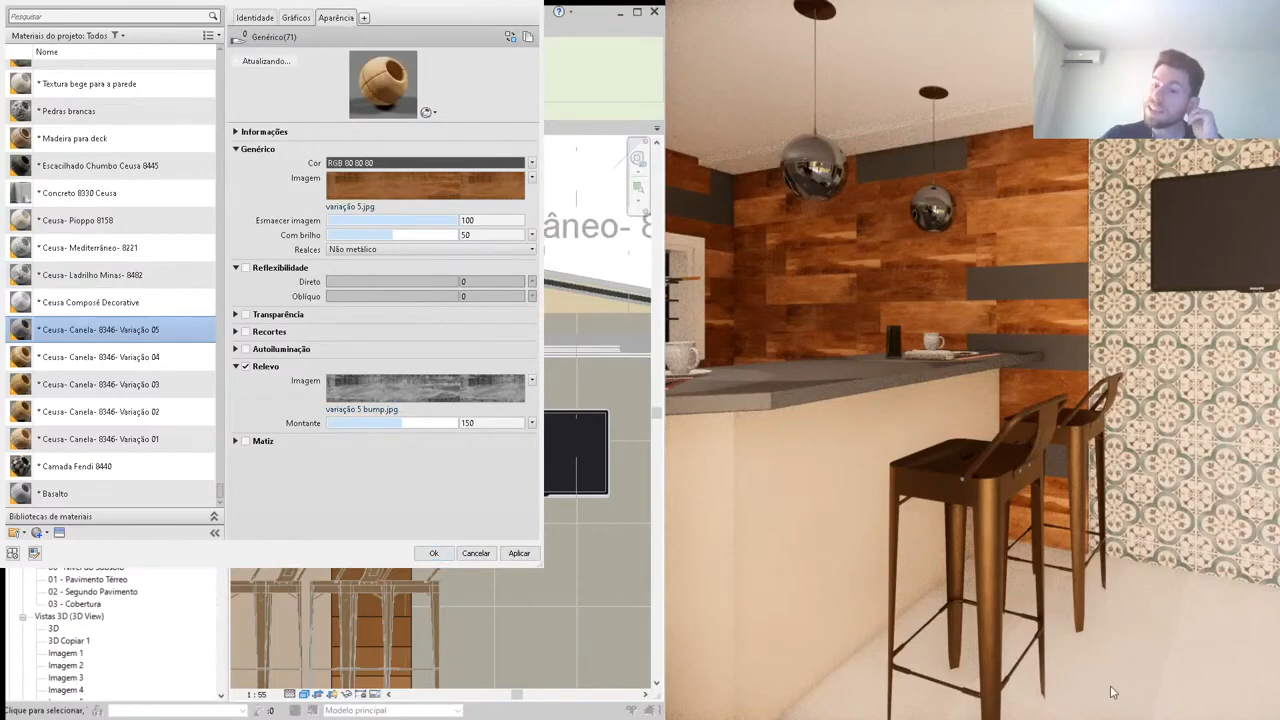 Pesquisar
Materiais do projeto: Todos
Nome
* Textura bege para a parede
* Pedras brancas
* Madeira para deck
* Escacilhado Chumbo Ceusa 8445
* Concreto 8330 Ceusa
* Ceusa- Pioppo 8158
* Ceusa- Mediterrâneo- 8221
* Ceusa- Ladrilho Minas- 8482
* Ceusa Composé Decorative
* Ceusa- Canela- 8346- Variação 05
* Ceusa- Canela- 8346- Variação 04
* Ceusa- Canela- 8346- Variação 03
* Ceusa- Canela- 8346- Variação 02
* Ceusa- Canela- 8346- Variação 01
* Camada Fendi 8440
* Basalto
Bibliotecas de materiais
Identidade Gráficos Aparência
0 Genérico(71)
Atualizando...
Informações
Genérico
Cor RGB 80 80 80
Imagem
variação 5.jpg
Esmaecer imagem 100
Com brilho 50
Realces Não metálico
Reflexibilidade
Direto 0
Oblíquo 0
Transparência
Recortes
Autoiluminação
Relevo
Imagem
variação 5 bump.jpg
Montante 150
Matiz
Ok Cancelar Aplicar
âneo- 8
01 - Pavimento Térreo
02 - Segundo Pavimento
03 - Cobertura
Vistas 3D (3D View)
3D
3D Copiar 1
Imagem 1
Imagem 2
Imagem 3
Imagem 4
1 : 55
Clique para selecionar, :0 Modelo principal